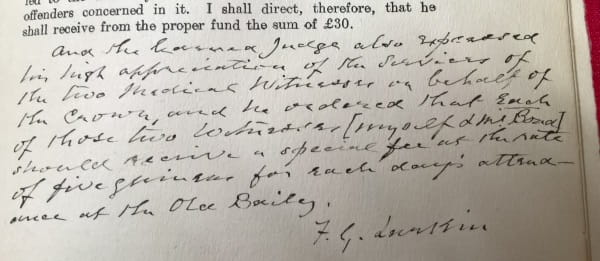 led to the
offenders concerned in it. I shall direct, therefore, that he
shall receive from the proper fund the sum of £30.
And the learned Judge also expressed
his high appreciation of the services of
the two Medical Witnesses on behalf of
the Crown, and he ordered that each
of those two Witnesses [myself & Mr Bond]
should receive a special fee at the rate
of five guineas for each day's attend-
ance at the Old Bailey.
F. G.